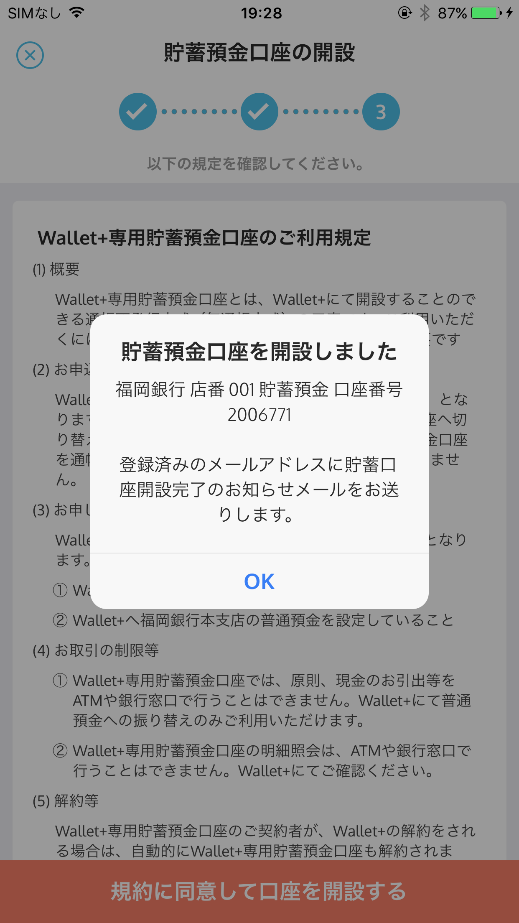 SIMなし 19:28 87%
貯蓄預金口座の開設
3
以下の規定を確認してください。
Wallet+専用貯蓄預金口座のご利用規定
(1) 概要
Wallet+専用貯蓄預金口座とは、Wallet+にて開設することので
きる通
いただ
くに
です
貯蓄預金口座を開設しました
福岡銀行 店番 001 貯蓄預金 口座番号
2006771
登録済みのメールアドレスに貯蓄口
座開設完了のお知らせメールをお送
りします。
OK
(2) お申
Wall
とな
ります
座へ切
り替え
金口座
を通帳
ませ
ん。
(3) お申し
Wall
となり
ます。
① Wa
② Wallet+へ福岡銀行本支店の普通預金を設定していること
(4) お取引の制限等
① Wallet+専用貯蓄預金口座では、原則、現金のお引出等を
ATMや銀行窓口で行うことはできません。Wallet+にて普通
預金への振り替えのみご利用いただけます。
② Wallet+専用貯蓄預金口座の明細照会は、ATMや銀行窓口で
行うことはできません。Wallet+にてご確認ください。
(5) 解約等
Wallet+専用貯蓄預金口座のご契約者が、Wallet+の解約をされ
る場合は、自動的にWallet+専用貯蓄預金口座も解約されま
規約に同意して口座を開設する